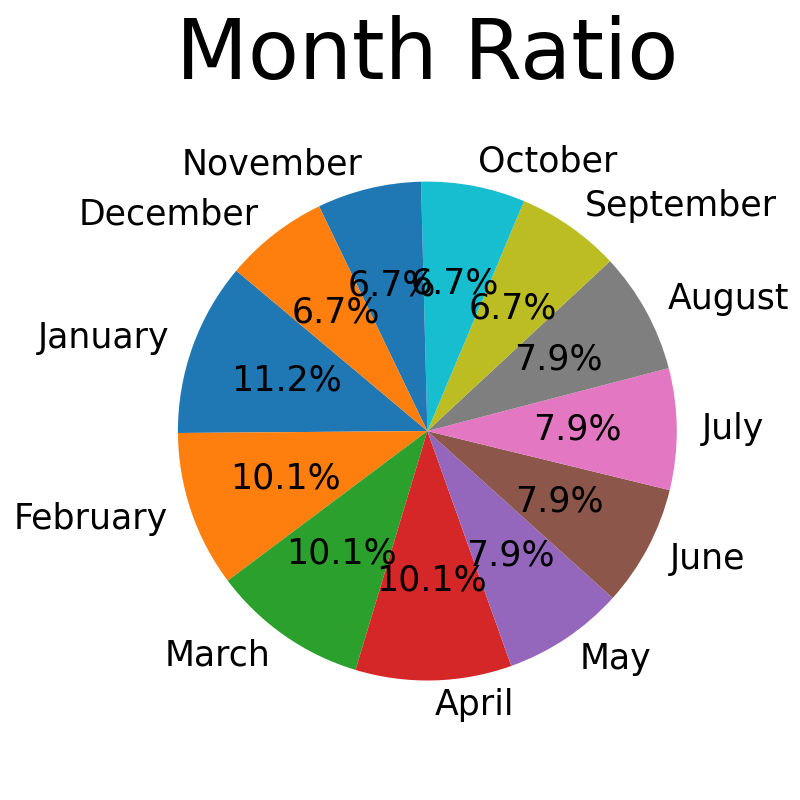 Month Ratio
October
November
September
December
August
6.7%
6.7%
6.7%
6.7%
January
7.9%
11.2%
7.9%
July
10.1%
7.9%
February
10.1%
7.9%
June
10.1%
March
May
April